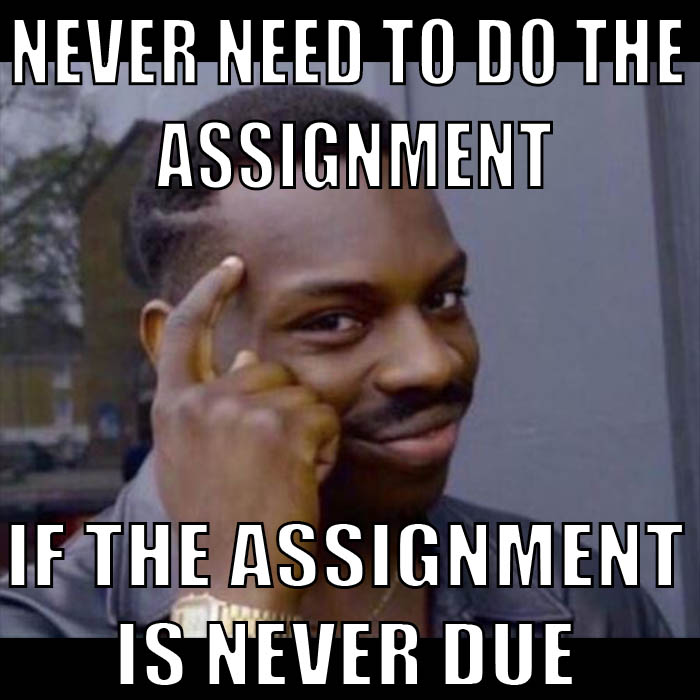 NEVER NEED TO DO THE
ASSIGNMENT
IF THE ASSIGNMENT
IS NEVER DUE